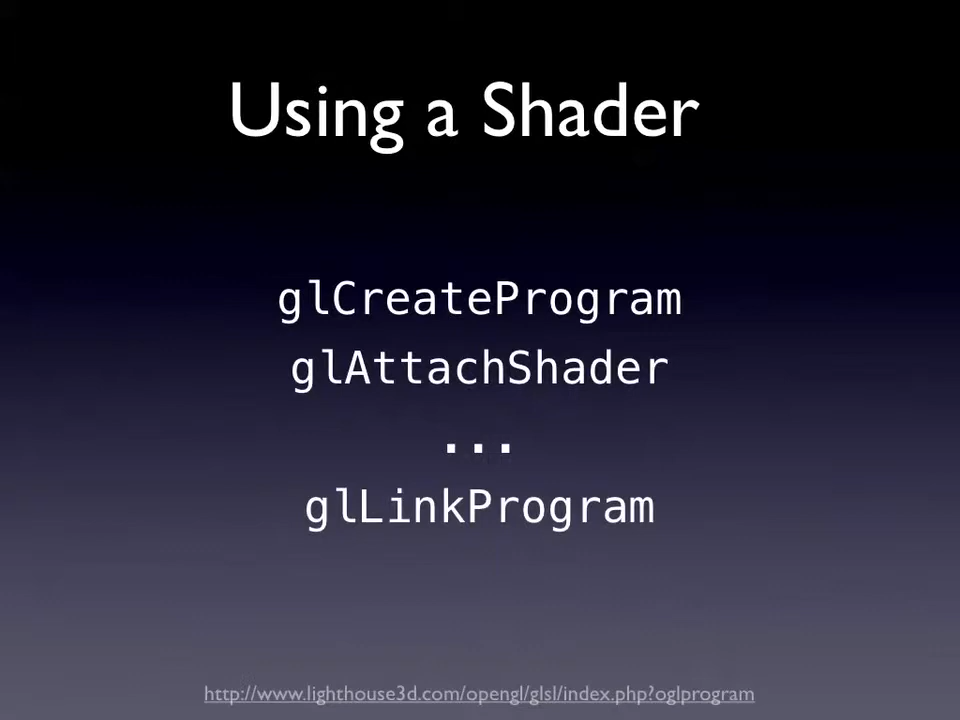 Using a Shader
glCreateProgram
glAttachShader
...
glLinkProgram
http://www.lighthouse3d.com/opengl/glsl/index.php?oglprogram